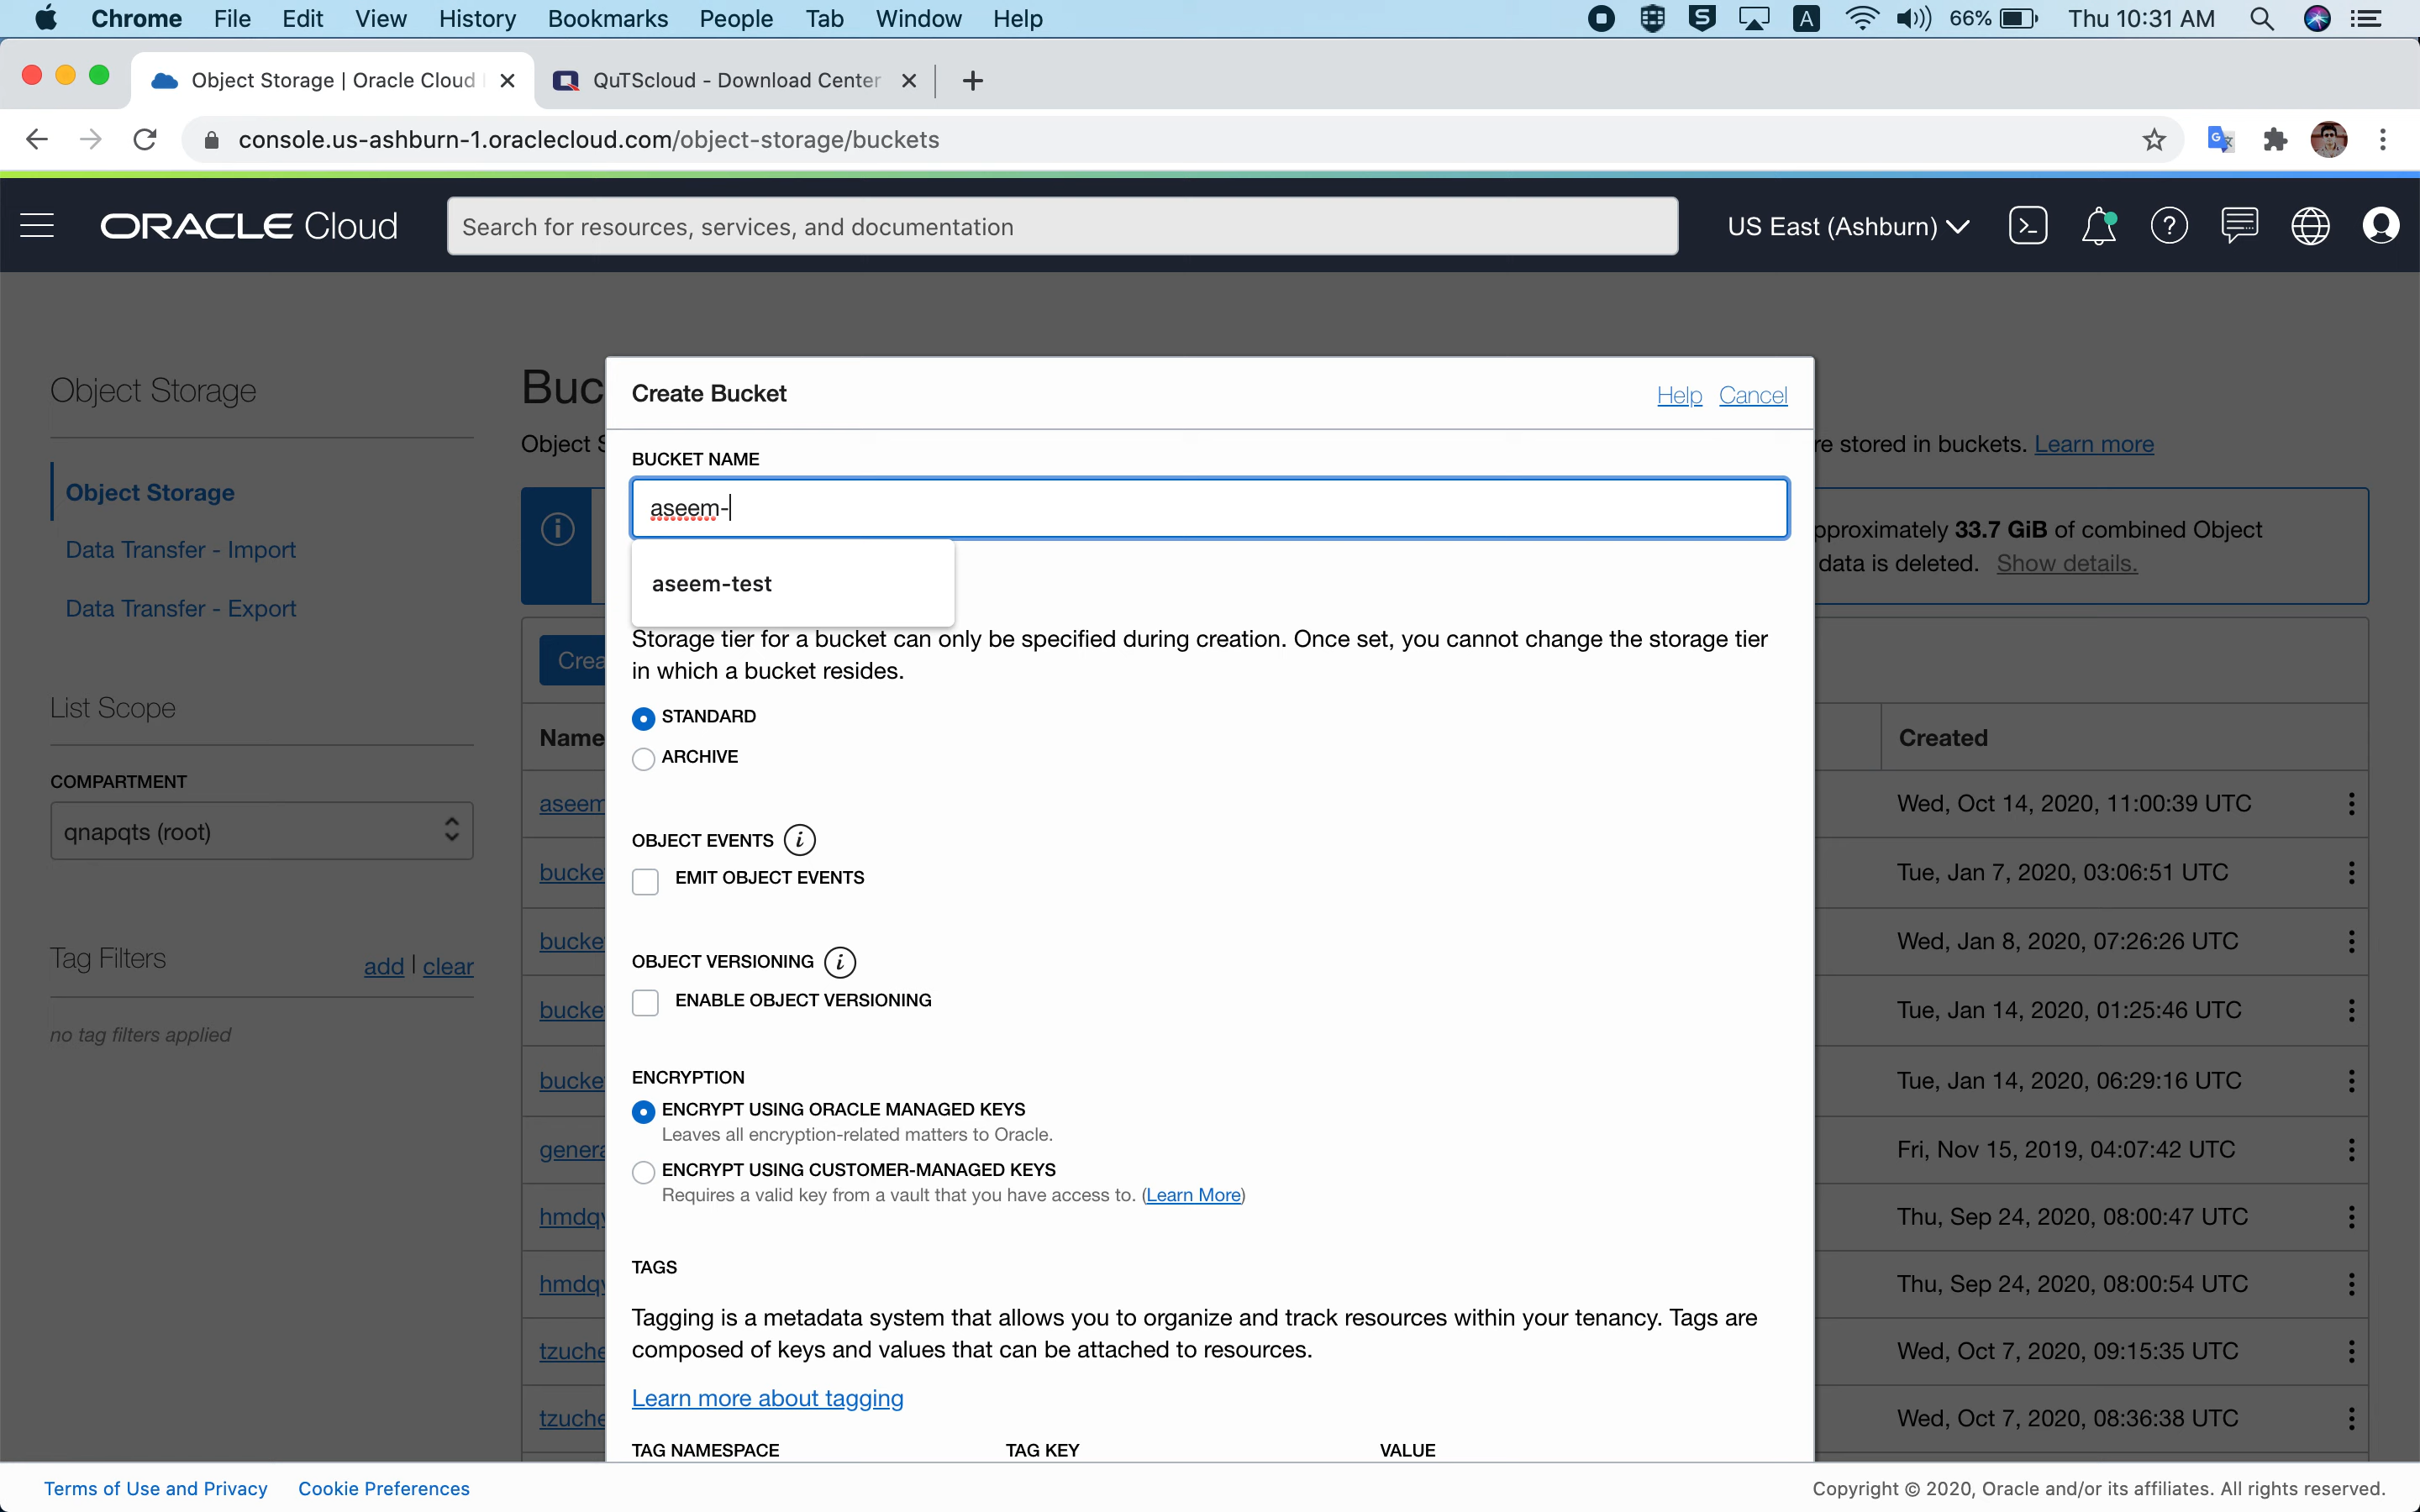 Chrome File Edit View History Bookmarks People Tab Window Help
S A 66% Thu 10:31 AM
Object Storage | Oracle Cloud
QuTScloud - Download Center
console.us-ashburn-1.oraclecloud.com/object-storage/buckets
ORACLE Cloud
Search for resources, services, and documentation
US East (Ashburn)
Object Storage
Object Storage
Data Transfer - Import
Data Transfer - Export
List Scope
COMPARTMENT
qnapqts (root)
Tag Filters
add | clear
no tag filters applied
Buc
Object S
re stored in buckets. Learn more
pproximately 33.7 GiB of combined Object
data is deleted. Show details.
Crea
Name
Created
aseem
Wed, Oct 14, 2020, 11:00:39 UTC
bucke
Tue, Jan 7, 2020, 03:06:51 UTC
bucke
Wed, Jan 8, 2020, 07:26:26 UTC
bucke
Tue, Jan 14, 2020, 01:25:46 UTC
bucke
Tue, Jan 14, 2020, 06:29:16 UTC
genera
Fri, Nov 15, 2019, 04:07:42 UTC
hmdqv
Thu, Sep 24, 2020, 08:00:47 UTC
hmdqv
Thu, Sep 24, 2020, 08:00:54 UTC
tzuche
Wed, Oct 7, 2020, 09:15:35 UTC
tzuche
Wed, Oct 7, 2020, 08:36:38 UTC
Create Bucket
Help Cancel
BUCKET NAME
aseem-
aseem-test
Storage tier for a bucket can only be specified during creation. Once set, you cannot change the storage tier
in which a bucket resides.
STANDARD
ARCHIVE
OBJECT EVENTS
EMIT OBJECT EVENTS
OBJECT VERSIONING
ENABLE OBJECT VERSIONING
ENCRYPTION
ENCRYPT USING ORACLE MANAGED KEYS
Leaves all encryption-related matters to Oracle.
ENCRYPT USING CUSTOMER-MANAGED KEYS
Requires a valid key from a vault that you have access to. (Learn More)
TAGS
Tagging is a metadata system that allows you to organize and track resources within your tenancy. Tags are
composed of keys and values that can be attached to resources.
Learn more about tagging
TAG NAMESPACE
TAG KEY
VALUE
Terms of Use and Privacy
Cookie Preferences
Copyright © 2020, Oracle and/or its affiliates. All rights reserved.